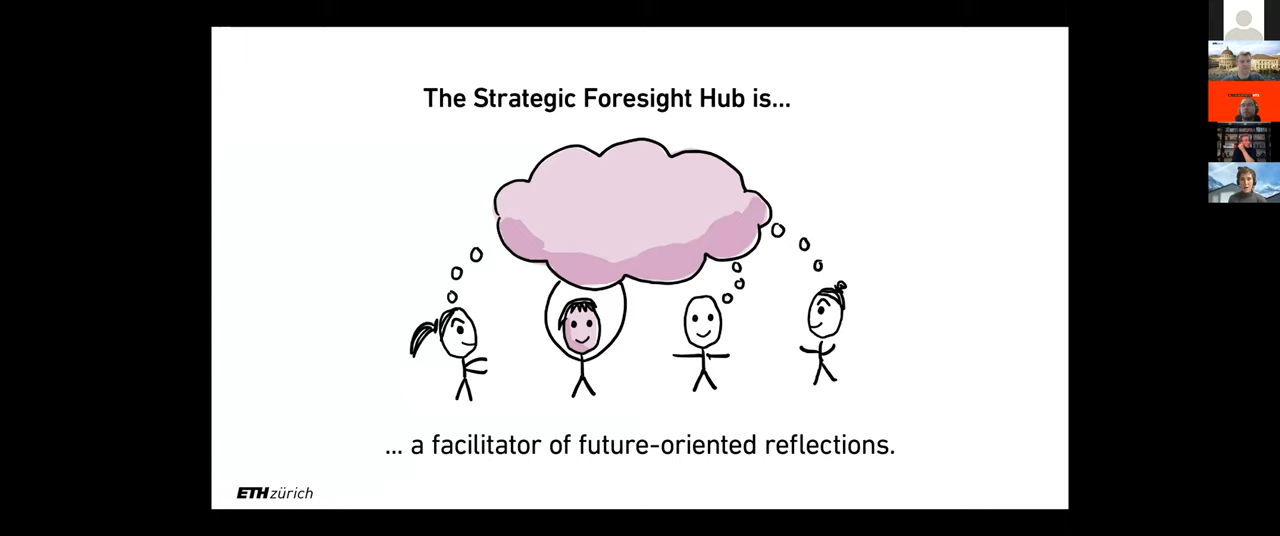 The Strategic Foresight Hub is...
... a facilitator of future-oriented reflections.
ETH zürich